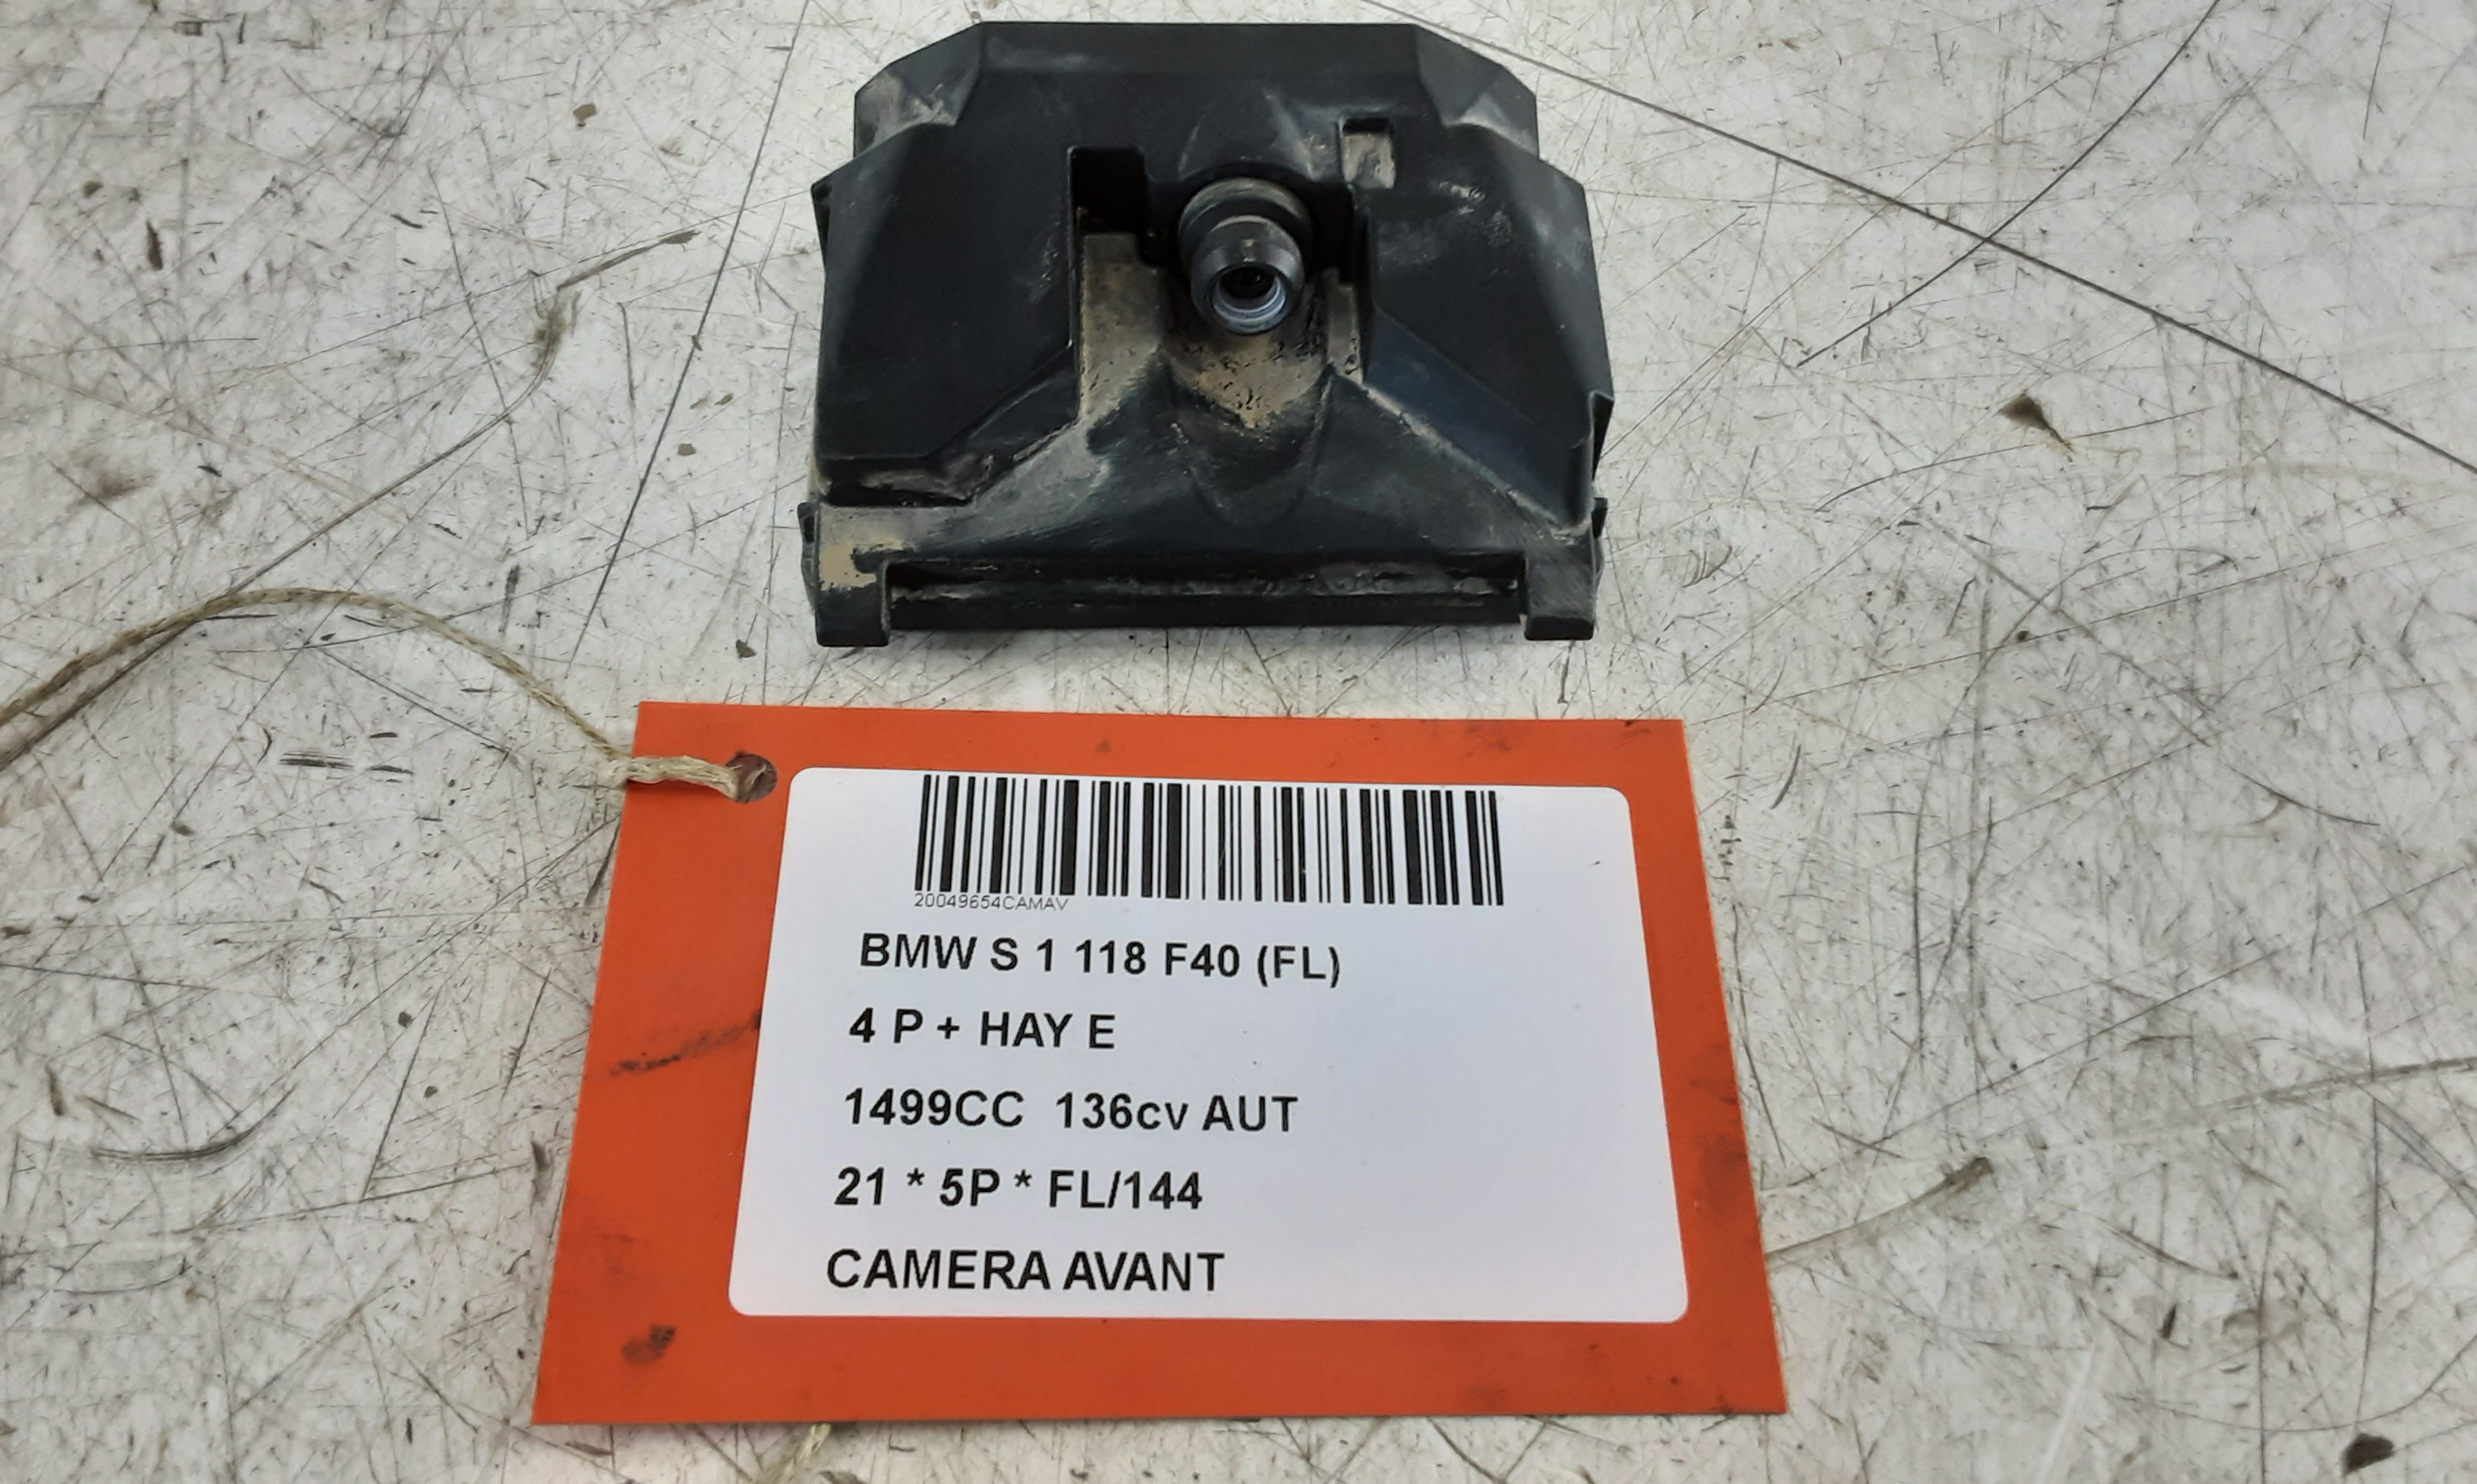 20049654CAMAV
BMW S 1 118 F40 (FL)
4 P + HAY E
1499CC 136cv AUT
21 * 5P * FL/144
CAMERA AVANT